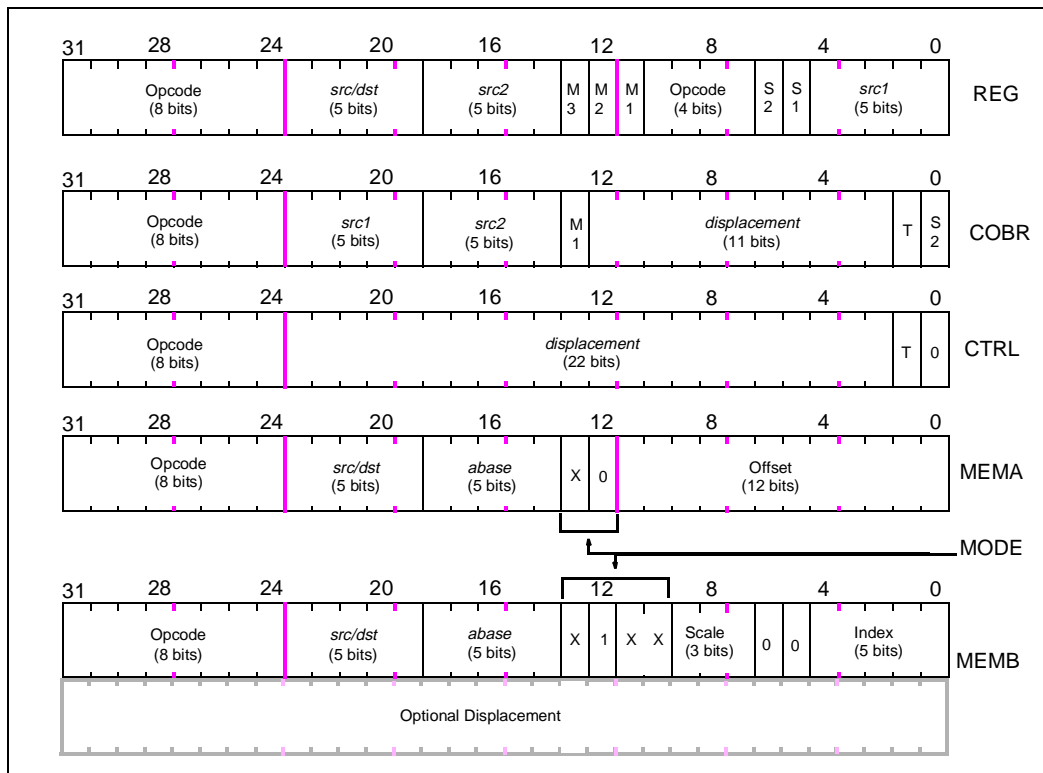 31 28 24 20 16 12 8 4 0
Opcode src/dst src2 M M M Opcode S S src1 REG
(8 bits) (5 bits) (5 bits) 3 2 1 (4 bits) 2 1 (5 bits)
31 28 24 20 16 12 8 4 0
Opcode src1 src2 M displacement T S COBR
(8 bits) (5 bits) (5 bits) 1 (11 bits) 2
31 28 24 20 16 12 8 4 0
Opcode displacement T 0 CTRL
(8 bits) (22 bits)
31 28 24 20 16 12 8 4 0
Opcode src/dst abase X 0 Offset MEMA
(8 bits) (5 bits) (5 bits) (12 bits)
MODE
31 28 24 20 16 12 8 4 0
Opcode src/dst abase X 1 X X Scale 0 0 Index MEMB
(8 bits) (5 bits) (5 bits) (3 bits) (5 bits)
Optional Displacement